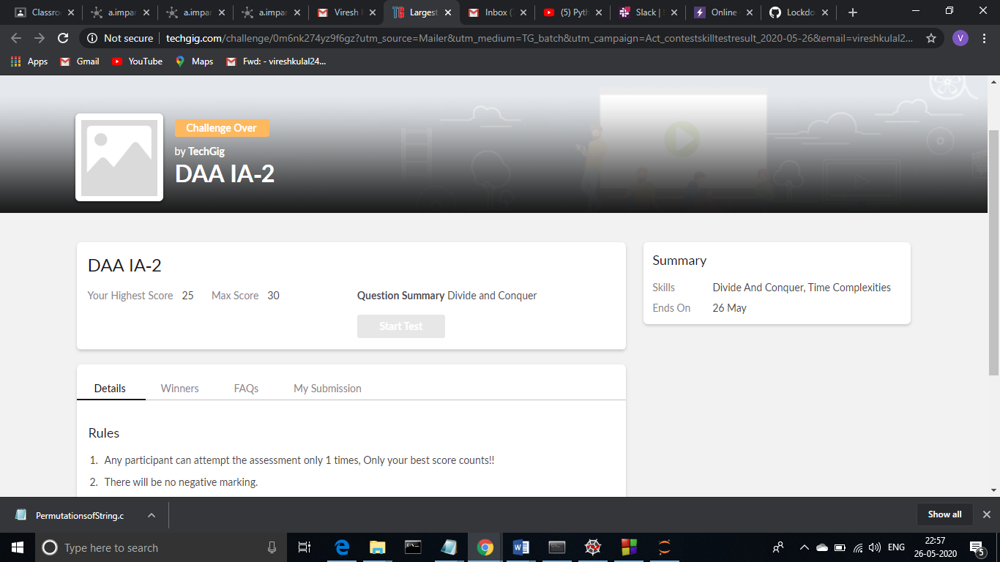 Classro
a.impar
a.impar
a.impar
Viresh
Largest
Inbox (
(5) Pyth
Slack |
Online
Lockdo
Not secure | techgig.com/challenge/0m6nk274yz9f6gz?utm_source=Mailer&utm_medium=TG_batch&utm_campaign=Act_contestskilltestresult_2020-05-26&email=vireshkulal2...
V
Apps
Gmail
YouTube
Maps
Fwd: - vireshkulal24...
Challenge Over
by TechGig
DAA IA-2
DAA IA-2
Your Highest Score 25 Max Score 30 Question Summary Divide and Conquer
Start Test
Summary
Skills Divide And Conquer, Time Complexities
Ends On 26 May
Details Winners FAQs My Submission
Rules
1. Any participant can attempt the assessment only 1 times, Only your best score counts!!
2. There will be no negative marking.
PermutationsofString.c
Show all
Type here to search
ENG
22:57
26-05-2020
5